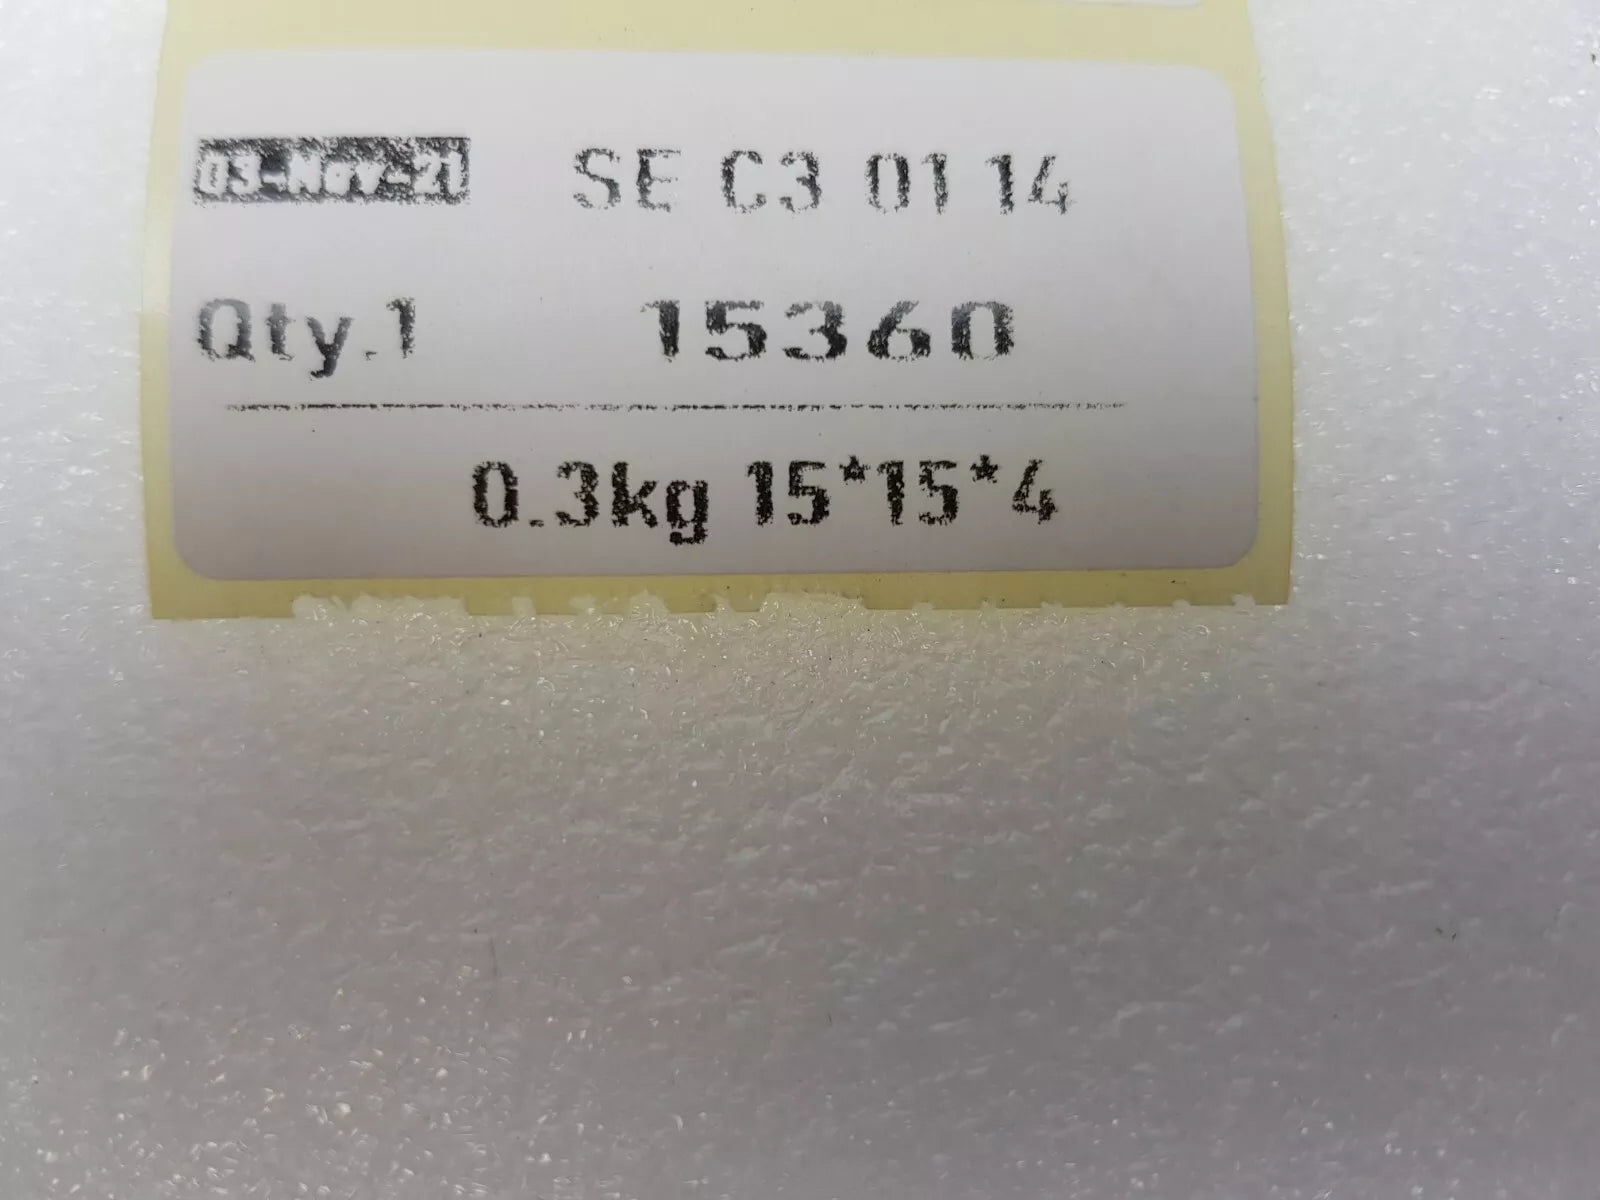 03-Nov-21 SE C3 01 14
Qty.1 15360
0.3kg 15*15*4